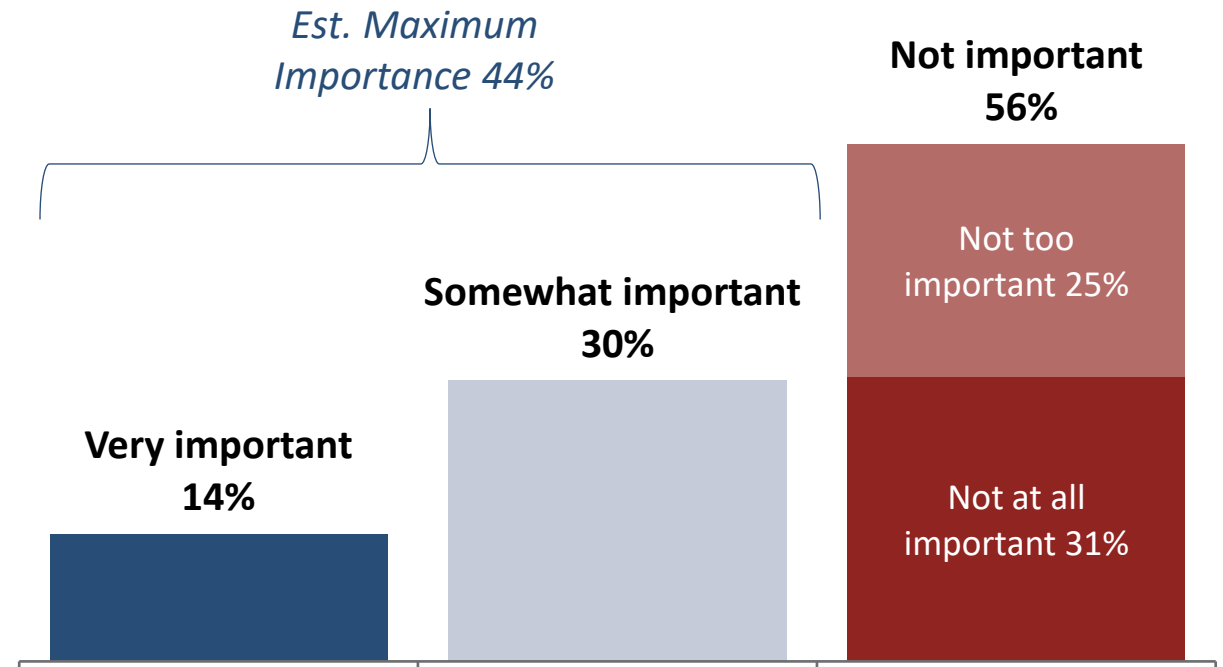 Est. Maximum
Importance 44%
Not important
56%
Not too
important 25%
Somewhat important
30%
Very important
14%
Not at all
important 31%